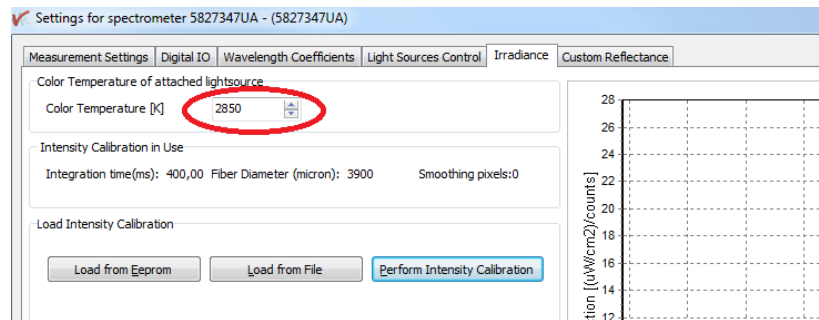 Settings for spectrometer 5827347UA - (5827347UA)
Measurement Settings Digital IO Wavelength Coefficients Light Sources Control Irradiance Custom Reflectance
Color Temperature of attached lightsource
Color Temperature [K] 2850
Intensity Calibration in Use
Integration time(ms): 400,00 Fiber Diameter (micron): 3900 Smoothing pixels:0
Load Intensity Calibration
Load from Eeprom Load from File Perform Intensity Calibration
28
26
24
22
20
18
16
14
12
[(uW/cm2)/counts]